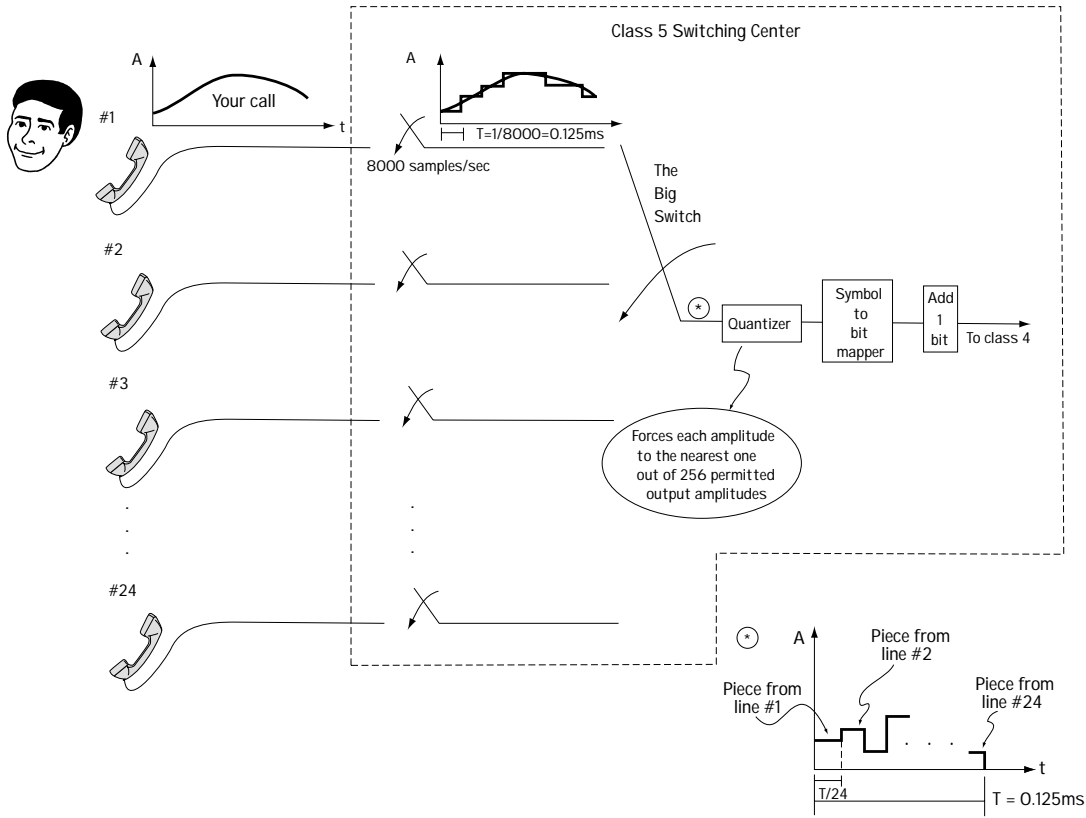 Class 5 Switching Center
A
Your call
t
#1
A
T=1/8000=0.125ms
8000 samples/sec
The
Big
Switch
#2
*
Quantizer
Symbol
to
bit
mapper
Add
1
bit
To class 4
#3
Forces each amplitude
to the nearest one
out of 256 permitted
output amplitudes
#24
*
A
Piece from
line #2
Piece from
line #1
Piece from
line #24
t
T/24
T = 0.125ms